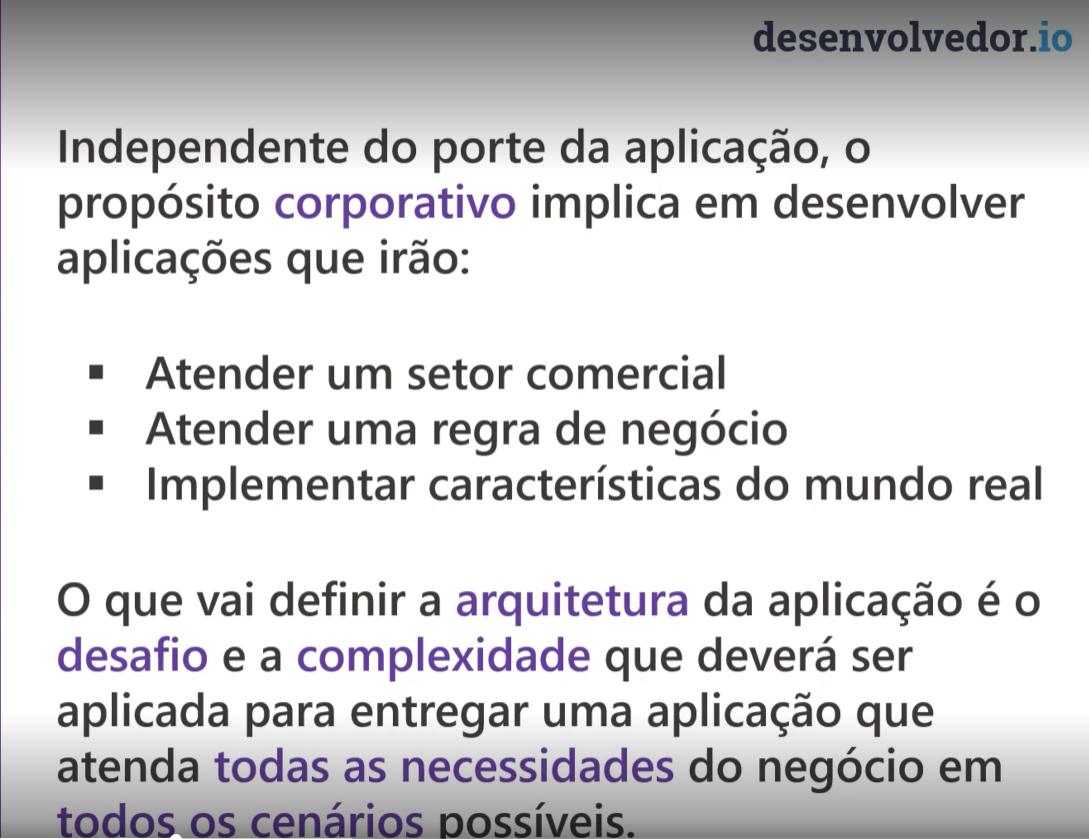 desenvolvedor.io
Independente do porte da aplicação, o
propósito corporativo implica em desenvolver
aplicações que irão:
▪ Atender um setor comercial
▪ Atender uma regra de negócio
▪ Implementar características do mundo real
O que vai definir a arquitetura da aplicação é o
desafio e a complexidade que deverá ser
aplicada para entregar uma aplicação que
atenda todas as necessidades do negócio em
todos os cenários possíveis.